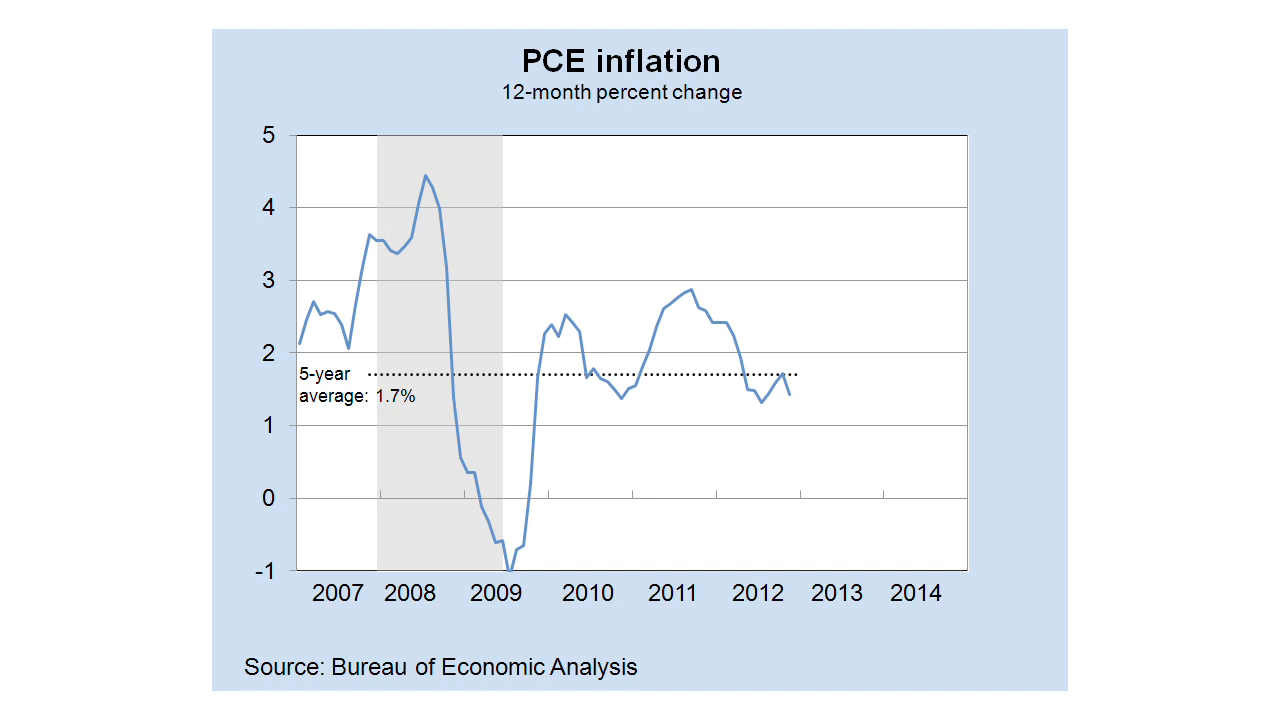 PCE inflation
12-month percent change
5
4
3
2
5-year
average: 1.7%
1
0
-1
2007 2008 2009 2010 2011 2012 2013 2014
Source: Bureau of Economic Analysis